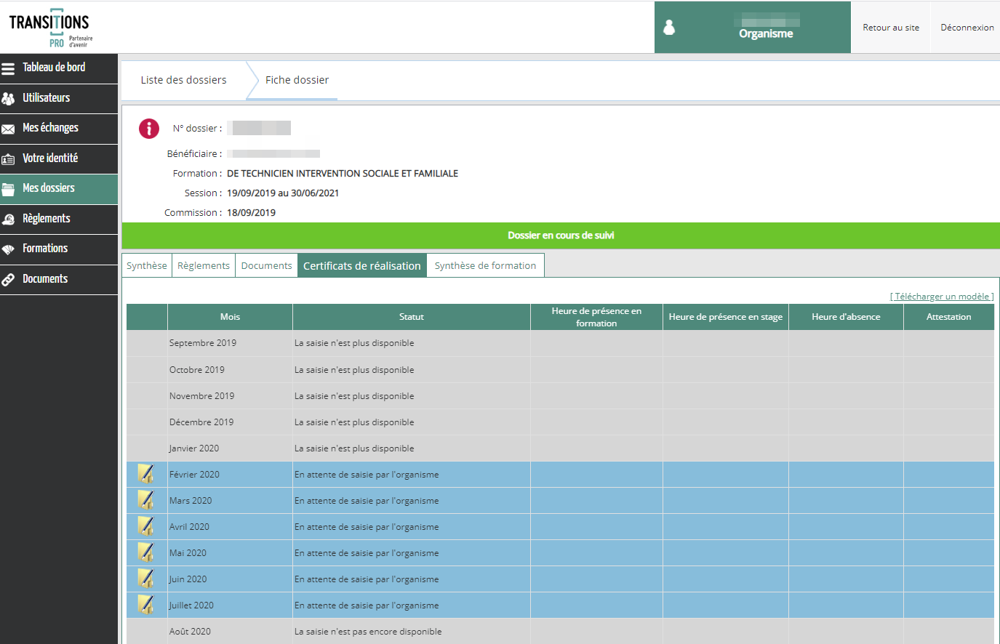 TRANSITIONS
PRO Partenaire d'avenir
Organisme
Retour au site
Déconnexion
Tableau de bord
Utilisateurs
Mes échanges
Votre identité
Mes dossiers
Règlements
Formations
Documents
Liste des dossiers
Fiche dossier
N° dossier :
Bénéficiaire :
Formation : DE TECHNICIEN INTERVENTION SOCIALE ET FAMILIALE
Session : 19/09/2019 au 30/06/2021
Commission : 18/09/2019
Dossier en cours de suivi
Synthèse Règlements Documents Certificats de réalisation Synthèse de formation
[ Télécharger un modèle ]
Mois Statut Heure de présence en formation Heure de présence en stage Heure d'absence Attestation
Septembre 2019 La saisie n'est plus disponible
Octobre 2019 La saisie n'est plus disponible
Novembre 2019 La saisie n'est plus disponible
Décembre 2019 La saisie n'est plus disponible
Janvier 2020 La saisie n'est plus disponible
Février 2020 En attente de saisie par l'organisme
Mars 2020 En attente de saisie par l'organisme
Avril 2020 En attente de saisie par l'organisme
Mai 2020 En attente de saisie par l'organisme
Juin 2020 En attente de saisie par l'organisme
Juillet 2020 En attente de saisie par l'organisme
Août 2020 La saisie n'est pas encore disponible